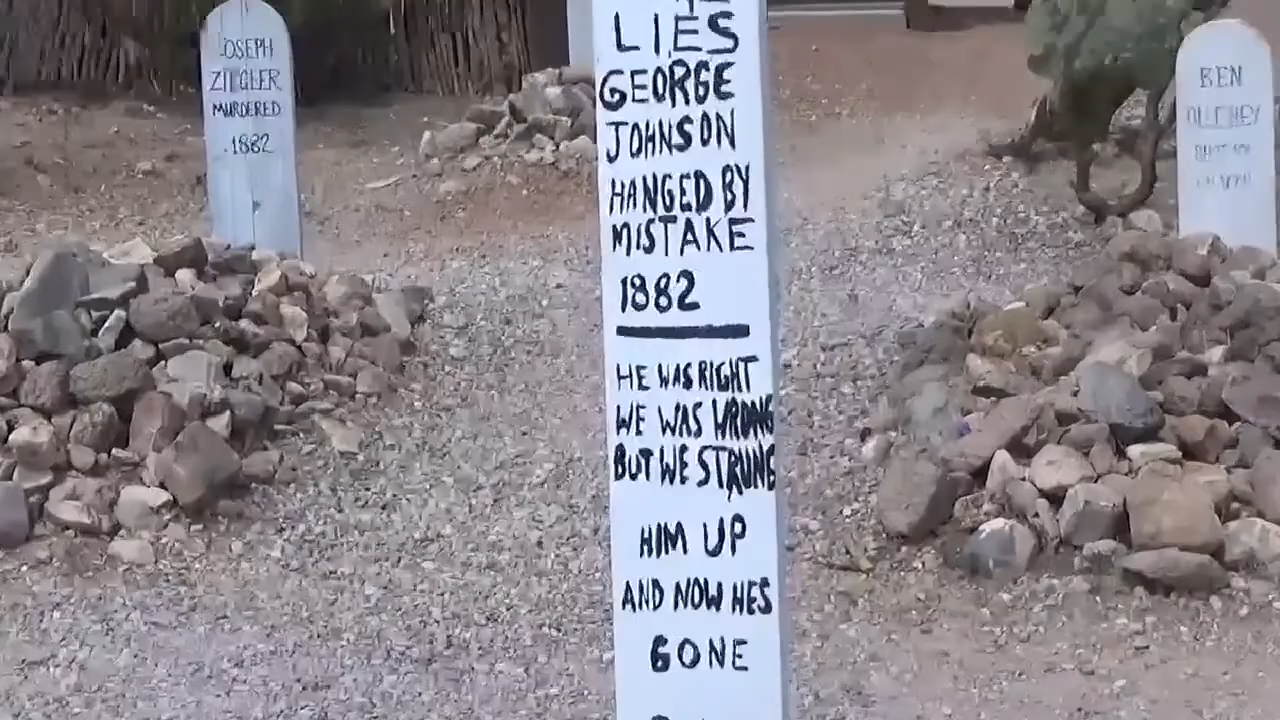 JOSEPH
ZIEGLER
MURDERED
.1882
LIES
GEORGE
JOHNSON
HANGED BY
MISTAKE
1882
HE WAS RIGHT
WE WAS WRONG
BUT WE STRUNG
HIM UP
AND NOW HES
GONE
BEN